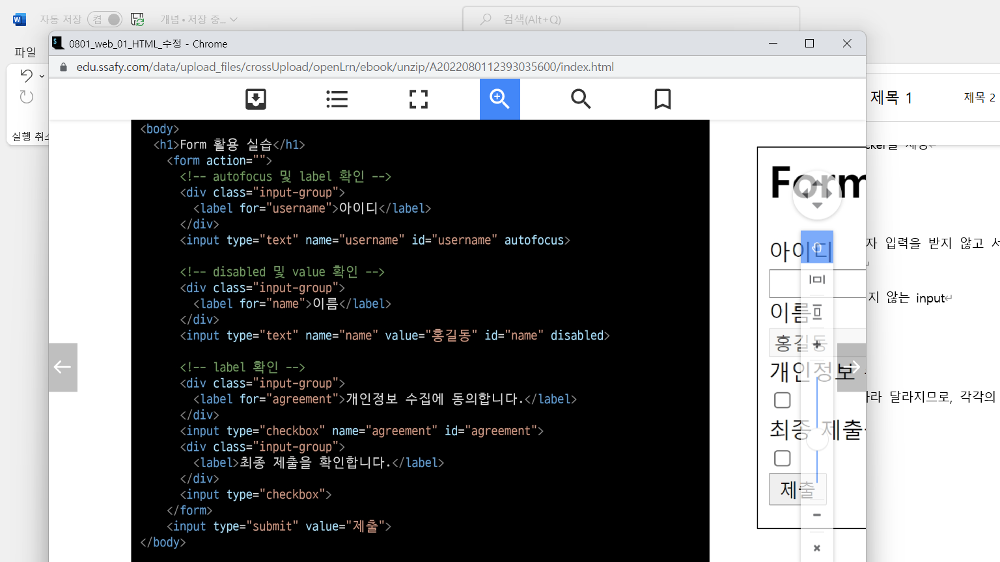 자동 저장 켬 개념 • 저장 중... 검색(Alt+Q)
파일
실행 취소
제목 1 제목 2
0801_web_01_HTML_수정 - Chrome
edu.ssafy.com/data/upload_files/crossUpload/openLrn/ebook/unzip/A2022080112393035600/index.html
<body>
<h1>Form 활용 실습</h1>
<form action="">
<!-- autofocus 및 label 확인 -->
<div class="input-group">
<label for="username">아이디</label>
</div>
<input type="text" name="username" id="username" autofocus>
<!-- disabled 및 value 확인 -->
<div class="input-group">
<label for="name">이름</label>
</div>
<input type="text" name="name" value="홍길동" id="name" disabled>
<!-- label 확인 -->
<div class="input-group">
<label for="agreement">개인정보 수집에 동의합니다.</label>
</div>
<input type="checkbox" name="agreement" id="agreement">
<div class="input-group">
<label>최종 제출을 확인합니다.</label>
</div>
<input type="checkbox">
</form>
<input type="submit" value="제출">
</body>
Form
아이디
이름
홍길동
개인정보
최종 제출
제출
자 입력을 받지 않고
지 않는 input
라 달라지므로, 각각의